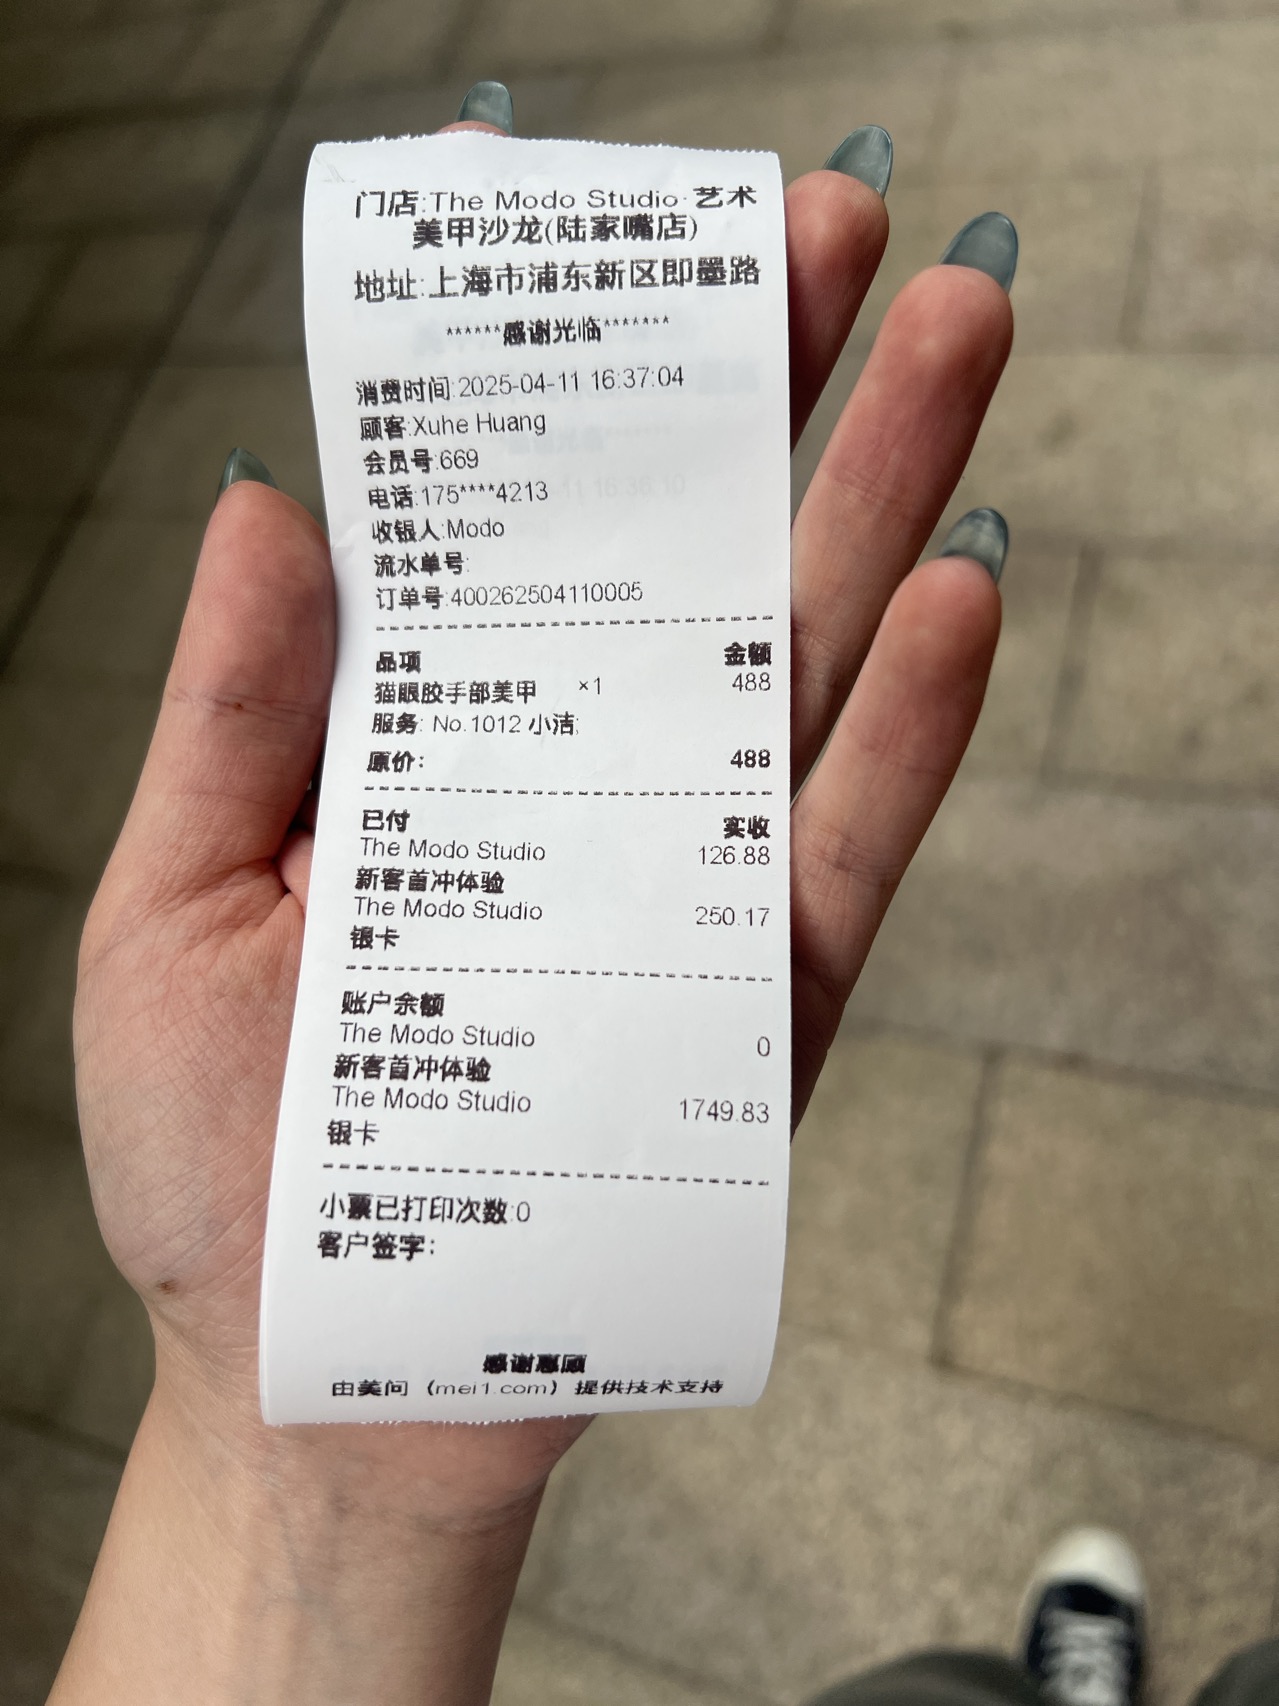 门店:The Modo Studio·艺术
美甲沙龙(陆家嘴店)
地址:上海市浦东新区即墨路
******感谢光临*******
消费时间:2025-04-11 16:37:04
顾客:Xuhe Huang
会员号:669
电话:175****4213
收银人:Modo
流水单号:
订单号:400262504110005
品项 金额
猫眼胶手部美甲 ×1 488
服务: No.1012 小洁;
原价: 488
已付 实收
The Modo Studio 126.88
新客首冲体验
The Modo Studio 250.17
银卡
账户余额
The Modo Studio 0
新客首冲体验
The Modo Studio 1749.83
银卡
小票已打印次数:0
客户签字:
感谢惠顾
由美问 (mei1.com) 提供技术支持